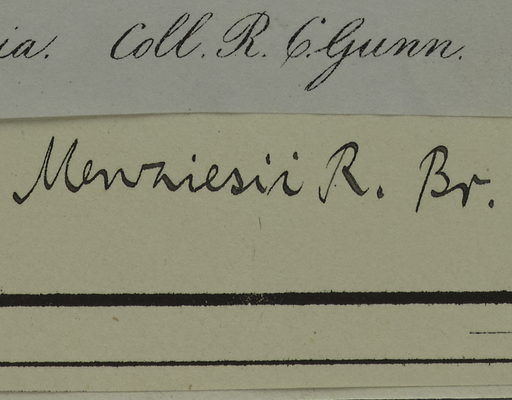 ia. Coll. R. C. Gunn.
Menziesii R. Br.